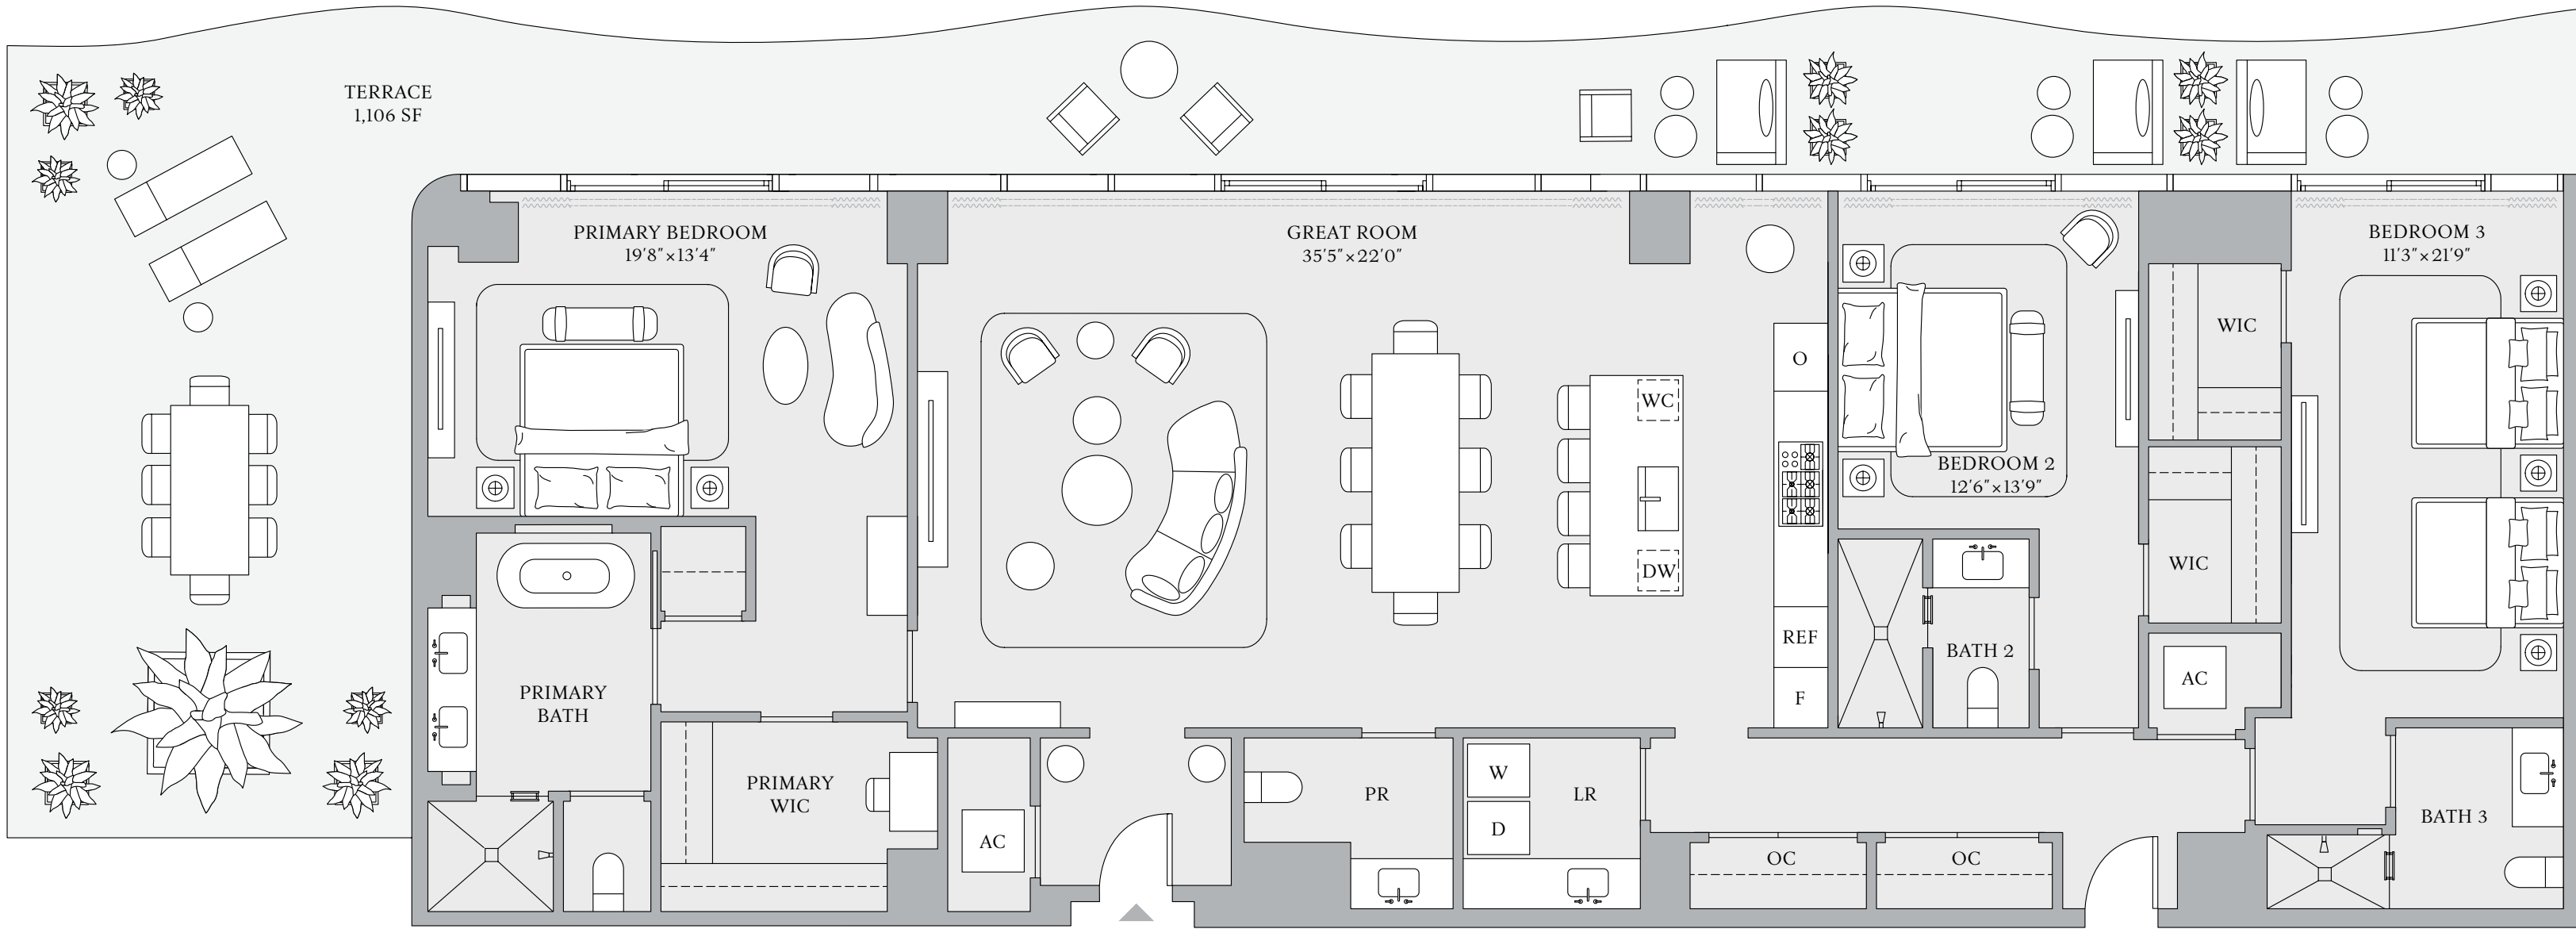 TERRACE
1,106 SF
PRIMARY BEDROOM
19'8"×13'4"
GREAT ROOM
35'5"×22'0"
BEDROOM 3
11'3"×21'9"
WIC
O
WC
BEDROOM 2
12'6"×13'9"
WIC
DW
REF
BATH 2
AC
F
PRIMARY
BATH
PRIMARY
WIC
W
PR
LR
D
BATH 3
AC
OC
OC